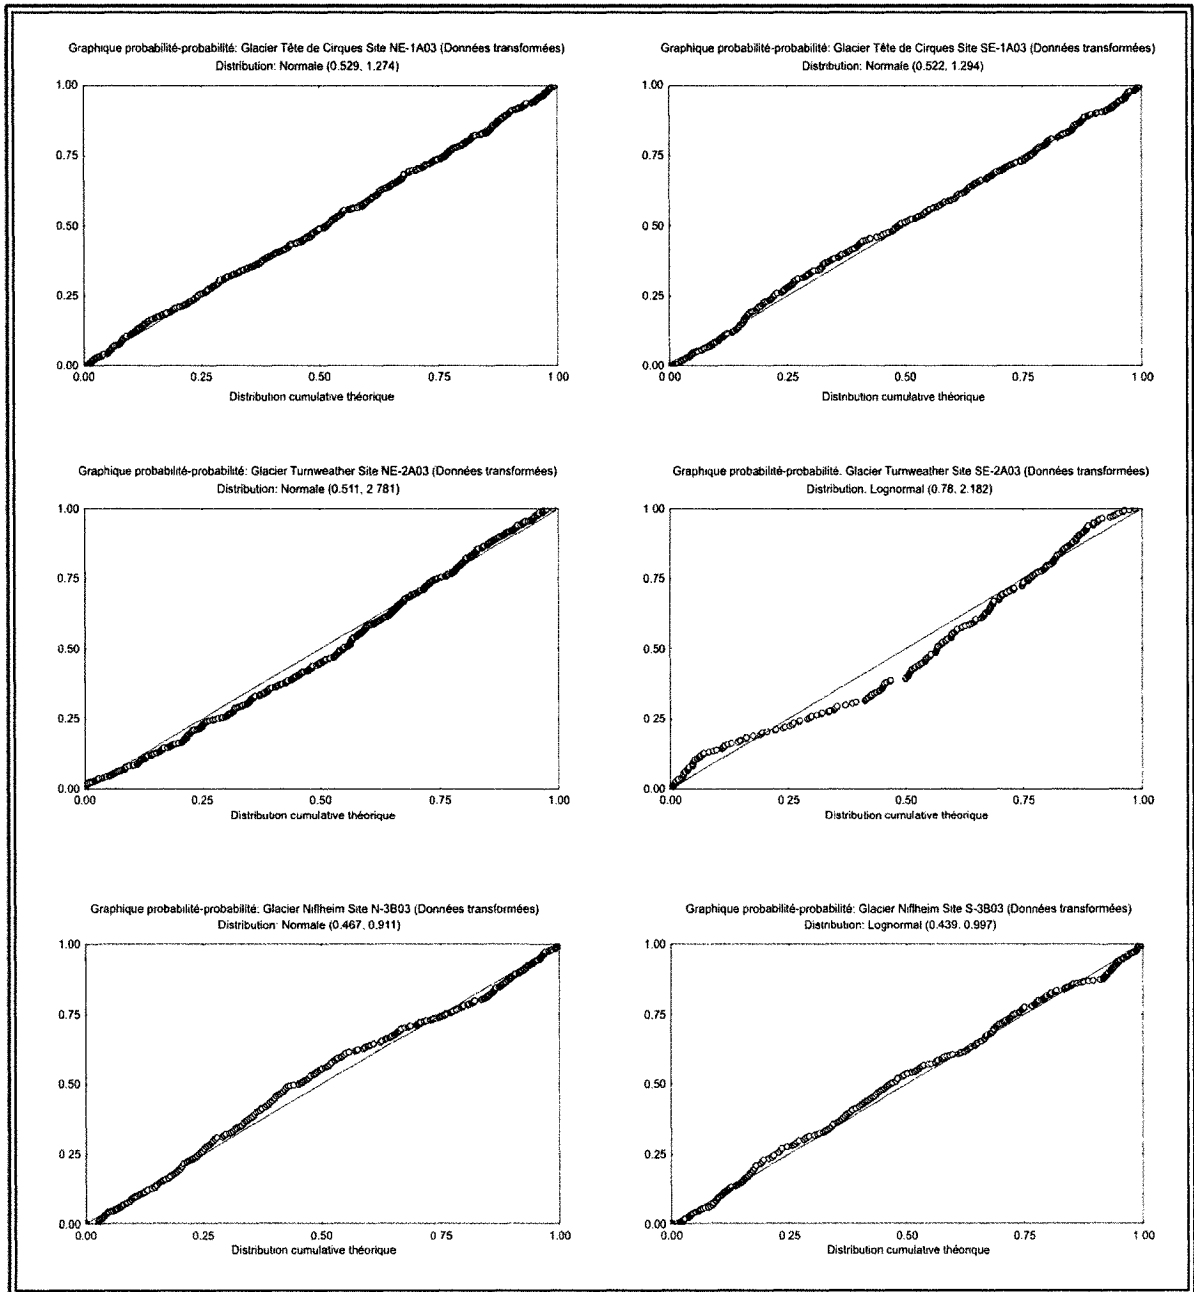 Graphique probabilité-probabilité: Glacier Tête de Cirques Site NE-1A03 (Données transformées)
Distribution: Normale (0.529, 1.274)
1.00
0.75
0.50
0.25
0.00
0.00 0.25 0.50 0.75 1.00
Distribution cumulative théorique
Graphique probabilité-probabilité: Glacier Tête de Cirques Site SE-1A03 (Données transformées)
Distribution: Normale (0.522, 1.294)
1.00
0.75
0.50
0.25
0.00
0 00 0.25 0.50 0.75 1 00
Distribution cumulative théorique
Graphique probabilité-probabilité: Glacier Turnweather Site NE-2A03 (Données transformées)
Distribution: Normale (0.511, 2 781)
1.00
0.75
0.50
0.25
0.00
0.00 0.25 0.50 0.75 1.00
Distribution cumulative théorique
Graphique probabilité-probabilité. Glacier Turnweather Site SE-2A03 (Données transformées)
Distribution. Lognormal (0.78, 2.182)
1.00
0.75
0.50
0.25
0.00
0.00 0 25 0.50 0.75 1.00
Distribution cumulative théorique
Graphique probabilité-probabilité: Glacier Niflheim Site N-3B03 (Données transformées)
Distribution: Normale (0.467, 0.911)
1.00
0.75
0.50
0.25
0.00
0.00 0.25 0.50 0.75 1.00
Distribution cumulative théorique
Graphique probabilité-probabilité: Glacier Niflheim Site S-3B03 (Données transformées)
Distribution: Lognormal (0.439, 0.997)
1.00
0.75
0.50
0.25
0.00
0.00 0.25 0.50 0.75 1.00
Distribution cumulative théorique